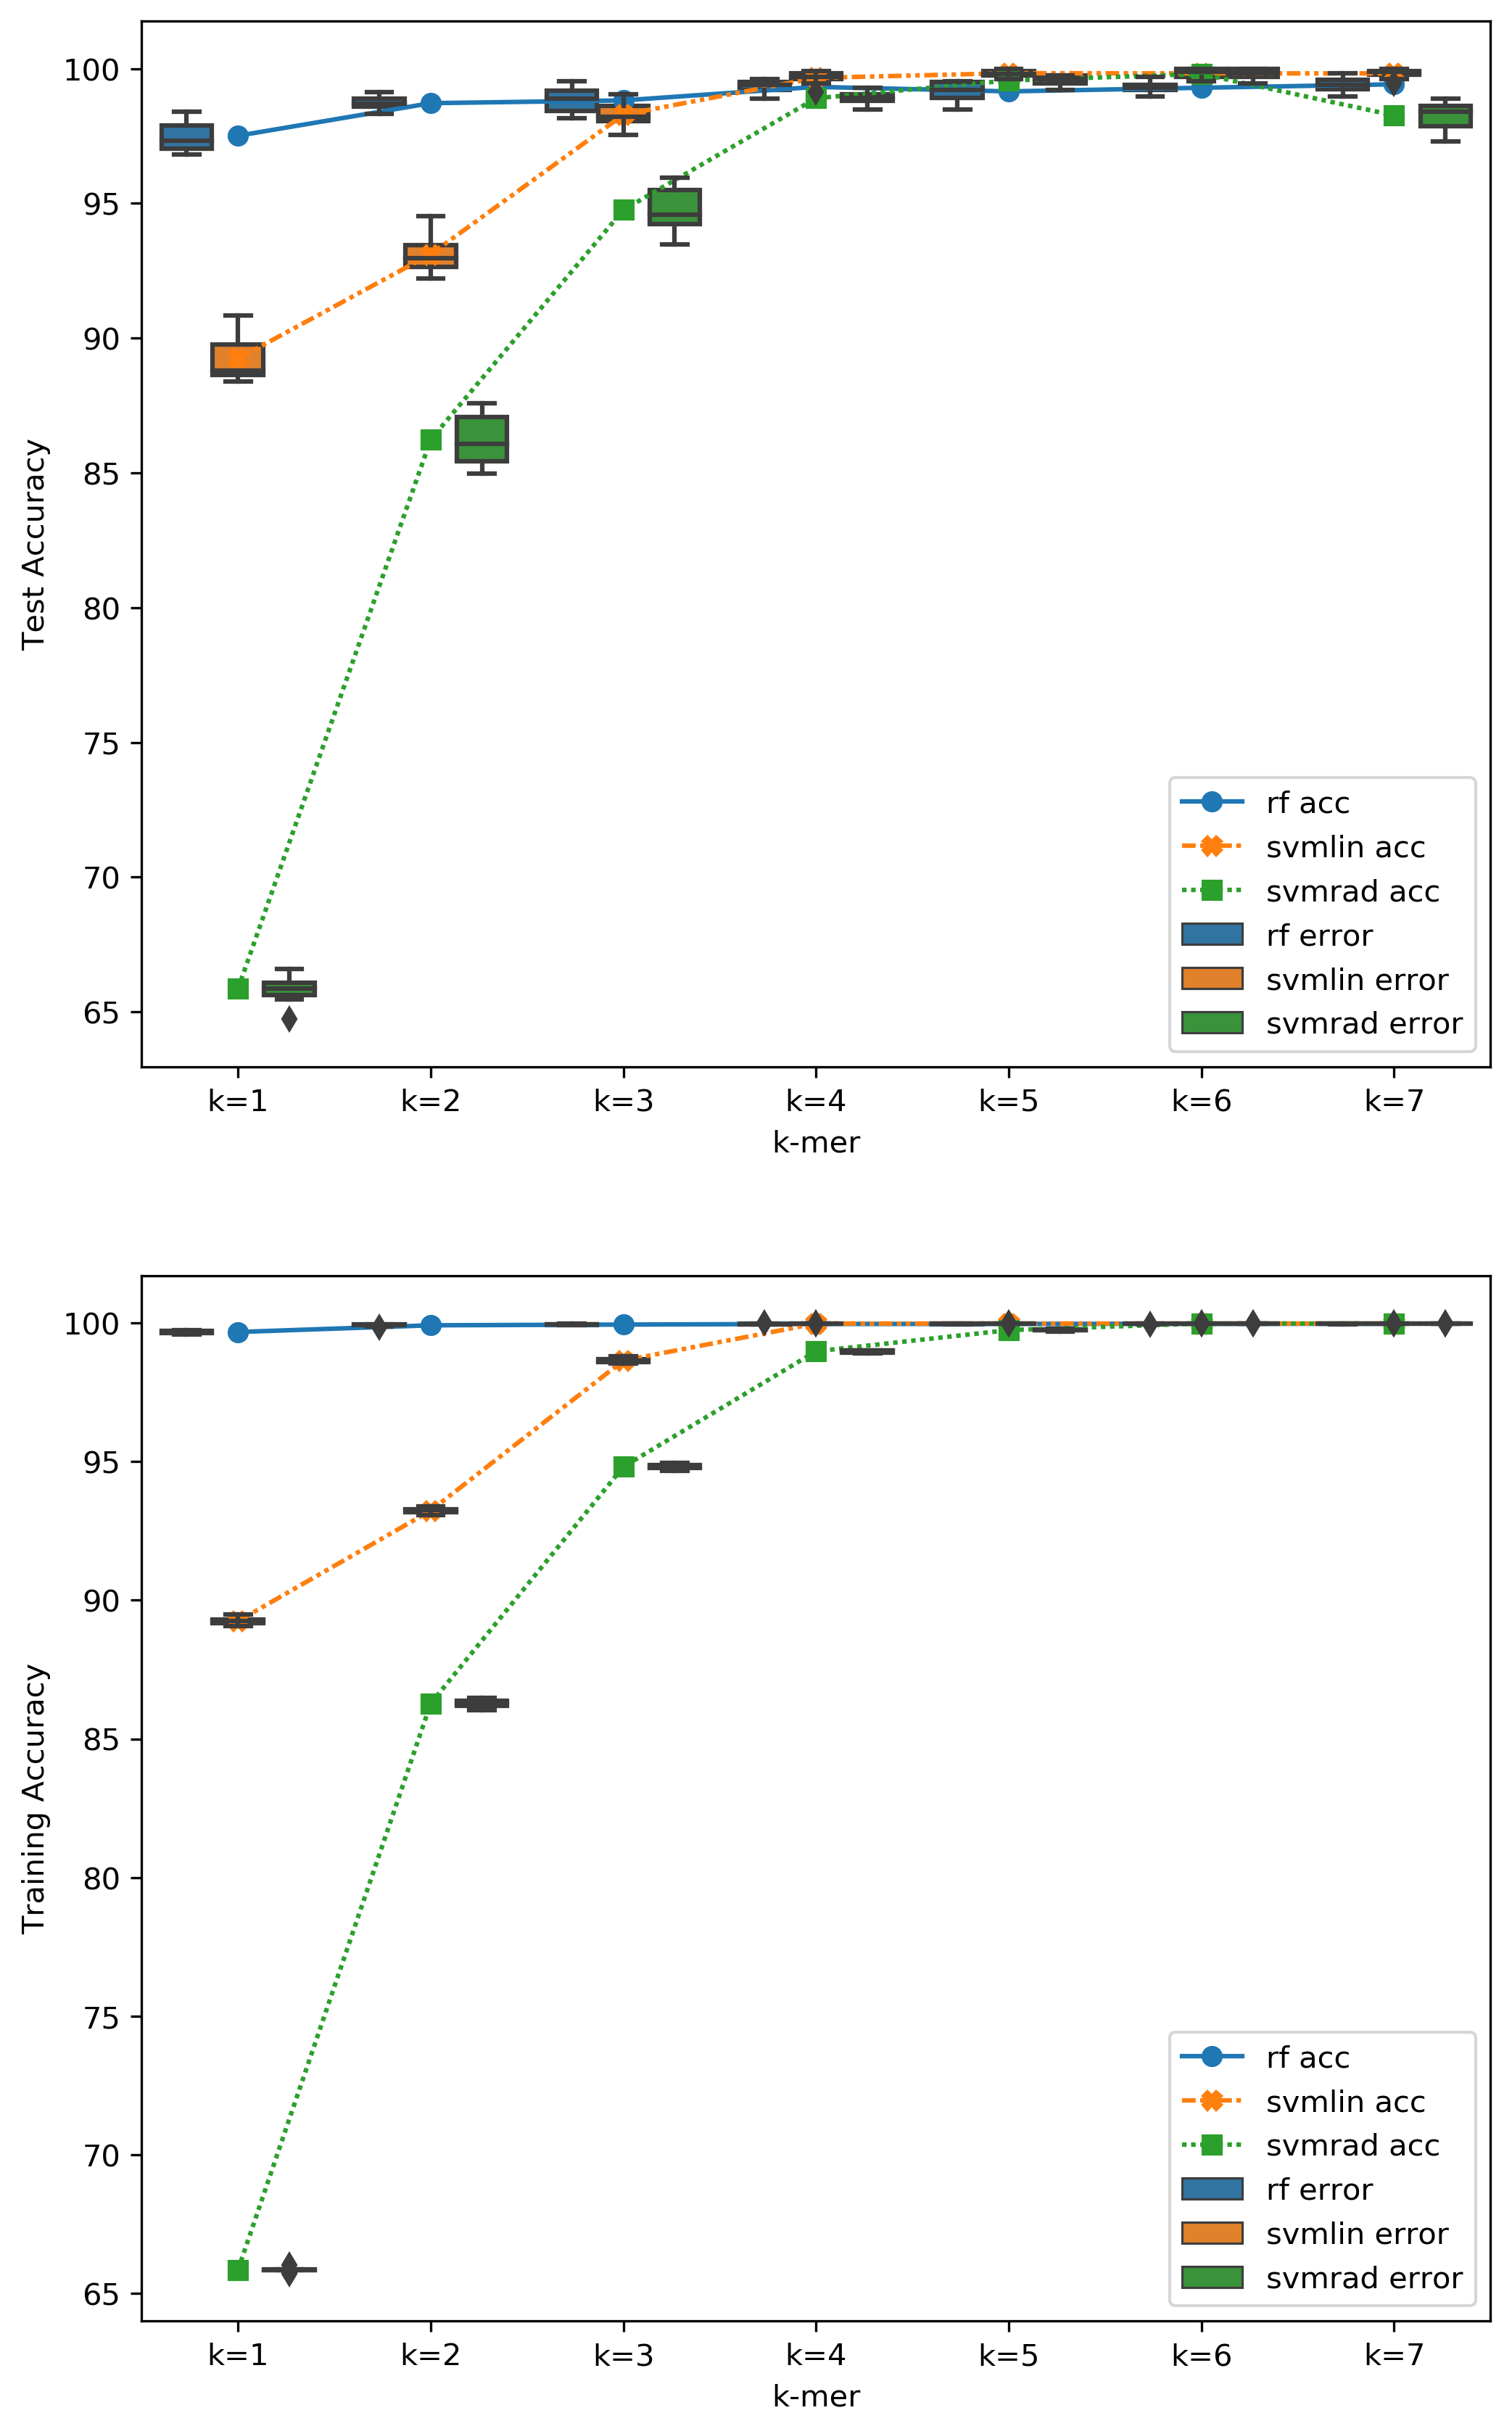 100
95
90
85
80
75
70
65
Test Accuracy
rf acc
svmlin acc
svmrad acc
rf error
svmlin error
svmrad error
k=1 k=2 k=3 k=4 k=5 k=6 k=7
k-mer
100
95
90
85
80
75
70
65
Training Accuracy
rf acc
svmlin acc
svmrad acc
rf error
svmlin error
svmrad error
k=1 k=2 k=3 k=4 k=5 k=6 k=7
k-mer